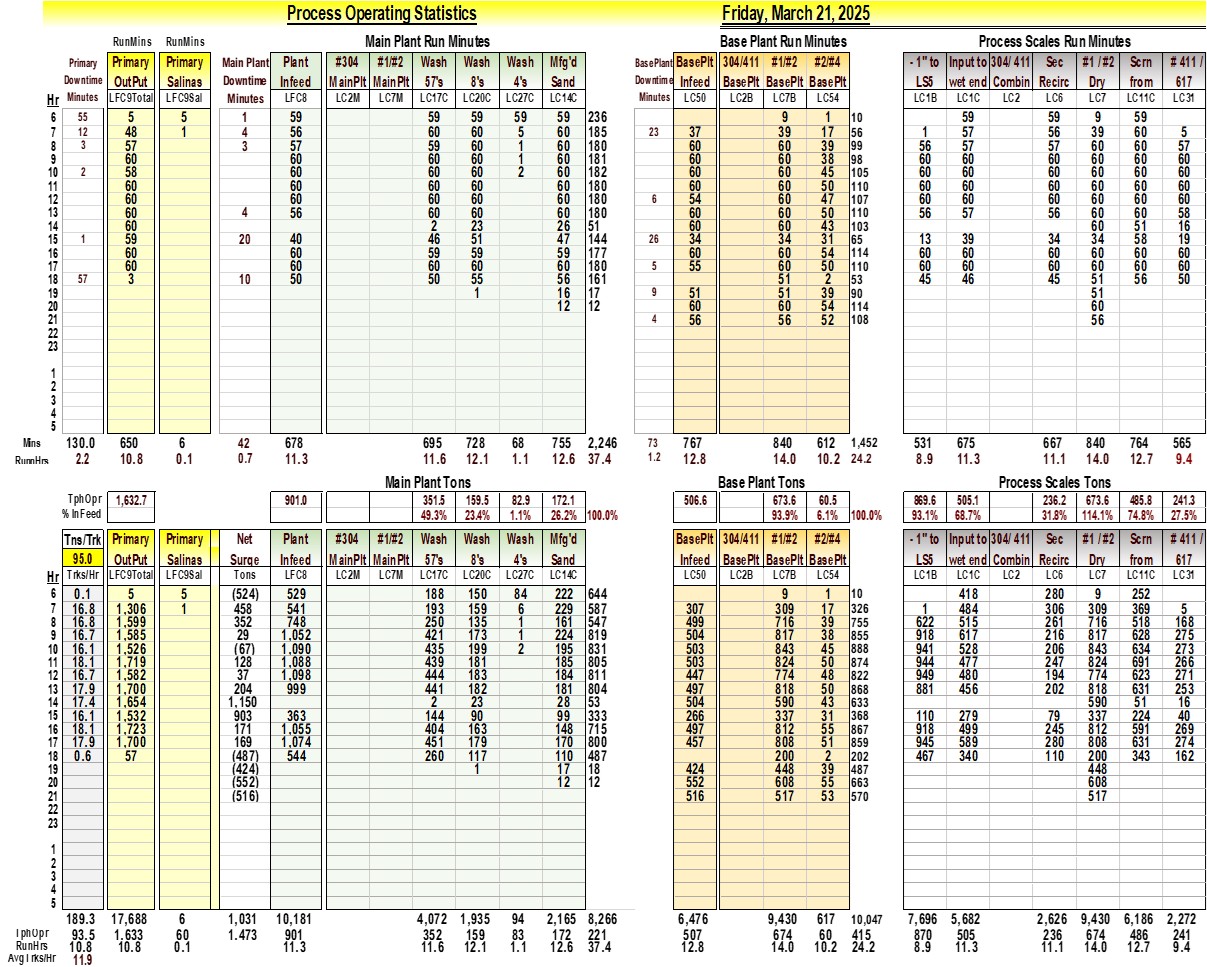 Process Operating Statistics Friday, March 21, 2025
RunMins RunMins Main Plant Run Minutes Base Plant Run Minutes Process Scales Run Minutes
Primary Primary Primary Main Plant Plant #304 #1/#2 Wash Wash Wash Mfg'd BasePlant BasePlt 304/411 #1/#2 #2/#4 - 1" to Input to 304/ 411 Sec #1 / #2 Scrn # 411 /
Downtime OutPut Salinas Downtime Infeed MainPlt MainPlt 57's 8's 4's Sand Downtime Infeed BasePlt BasePlt BasePlt LS5 wet end Combin Recirc Dry from 617
Hr Minutes LFC9Total LFC9Sal Minutes LFC8 LC2M LC7M LC17C LC20C LC27C LC14C Minutes LC50 LC2B LC7B LC54 LC1B LC1C LC2 LC6 LC7 LC11C LC31
6 55 5 5 1 59 59 59 59 59 236 9 1 10 59 59 9 59
7 12 48 1 4 56 60 60 5 60 185 23 37 39 17 56 1 57 56 39 60 5
8 3 57 3 57 59 60 1 60 180 60 60 39 99 56 57 57 60 60 57
9 60 60 60 60 1 60 181 60 60 38 98 60 60 60 60 60 60
10 2 58 60 60 60 2 60 182 60 60 45 105 60 60 60 60 60 60
11 60 60 60 60 60 180 60 60 50 110 60 60 60 60 60 60
12 60 60 60 60 60 180 6 54 60 47 107 60 60 60 60 60 60
13 60 4 56 60 60 60 180 60 60 50 110 56 57 56 60 60 58
14 60 2 23 26 51 60 60 43 103 60 51 16
15 1 59 20 40 46 51 47 144 26 34 34 31 65 13 39 34 34 58 19
16 60 60 59 59 59 177 60 60 54 114 60 60 60 60 60 60
17 60 60 60 60 60 180 5 55 60 50 110 60 60 60 60 60 60
18 57 3 10 50 50 55 56 161 51 2 53 45 46 45 51 56 50
19 1 16 17 9 51 51 39 90 51
20 12 12 60 60 54 114 60
21 4 56 56 52 108 56
22
23
1
2
3
4
5
Mins 130.0 650 6 42 678 695 728 68 755 2,246 73 767 840 612 1,452 531 675 667 840 764 565
RunnHrs 2.2 10.8 0.1 0.7 11.3 11.6 12.1 1.1 12.6 37.4 1.2 12.8 14.0 10.2 24.2 8.9 11.3 11.1 14.0 12.7 9.4
Main Plant Tons Base Plant Tons Process Scales Tons
TphOpr 1,632.7 901.0 351.5 159.5 82.9 172.1 506.6 673.6 60.5 869.6 505.1 236.2 673.6 485.8 241.3
% InFeed 49.3% 23.4% 1.1% 26.2% 100.0% 93.9% 6.1% 100.0% 93.1% 68.7% 31.8% 114.1% 74.8% 27.5%
Tns/Trk Primary Primary Net Plant #304 #1/#2 Wash Wash Wash Mfg'd BasePlt 304/411 #1/#2 #2/#4 - 1" to Input to 304/ 411 Sec #1 / #2 Scrn # 411 /
95.0 OutPut Salinas Surge Infeed MainPlt MainPlt 57's 8's 4's Sand Infeed BasePlt BasePlt BasePlt LS5 wet end Combin Recirc Dry from 617
Hr Trks/Hr LFC9Total LFC9Sal Tons LFC8 LC2M LC7M LC17C LC20C LC27C LC14C LC50 LC2B LC7B LC54 LC1B LC1C LC2 LC6 LC7 LC11C LC31
6 0.1 5 5 (524) 529 188 150 84 222 644 9 1 10 418 280 9 252
7 16.8 1,306 1 458 541 193 159 6 229 587 307 309 17 326 1 484 306 309 369 5
8 16.8 1,599 352 748 250 135 1 161 547 499 716 39 755 622 515 261 716 518 168
9 16.7 1,585 29 1,052 421 173 1 224 819 504 817 38 855 918 617 216 817 628 275
10 16.1 1,526 (67) 1,090 435 199 2 195 831 503 843 45 888 941 528 206 843 634 273
11 18.1 1,719 128 1,088 439 181 185 805 503 824 50 874 944 477 247 824 691 266
12 16.7 1,582 37 1,098 444 183 184 811 447 774 48 822 949 480 194 774 623 271
13 17.9 1,700 204 999 441 182 181 804 497 818 50 868 881 456 202 818 631 253
14 17.4 1,654 1,150 2 23 28 53 504 590 43 633 590 51 16
15 16.1 1,532 903 363 144 90 99 333 266 337 31 368 110 279 79 337 224 40
16 18.1 1,723 171 1,055 404 163 148 715 497 812 55 867 918 499 245 812 591 269
17 17.9 1,700 169 1,074 451 179 170 800 457 808 51 859 945 589 280 808 631 274
18 0.6 57 (487) 544 260 117 110 487 200 2 202 467 340 110 200 343 162
19 (424) 1 17 18 424 448 39 487 448
20 (552) 12 12 552 608 55 663 608
21 (516) 516 517 53 570 517
22
23
1
2
3
4
5
189.3 17,688 6 1,031 10,181 4,072 1,935 94 2,165 8,266 6,476 9,430 617 10,047 7,696 5,682 2,626 9,430 6,186 2,272
TphOpr 93.5 1,633 60 1.473 901 352 159 83 172 221 507 674 60 415 870 505 236 674 486 241
RunHrs 10.8 10.8 0.1 11.3 11.6 12.1 1.1 12.6 37.4 12.8 14.0 10.2 24.2 8.9 11.3 11.1 14.0 12.7 9.4
Avg Trks/Hr 11.9